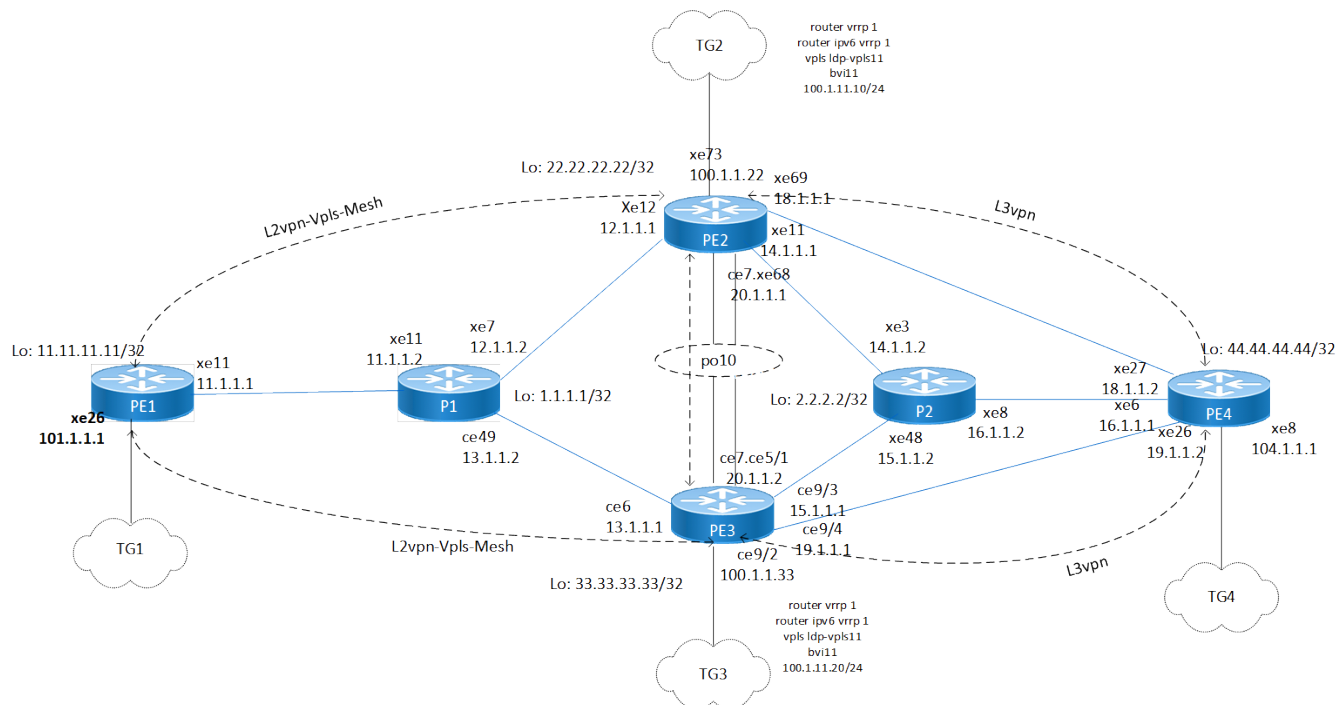 TG2
router vrrp 1
router ipv6 vrrp 1
vpls ldp-vpls11
bvi11
100.1.11.10/24
Lo: 22.22.22.22/32
xe73
100.1.1.22
xe69
18.1.1.1
L2vpn-Vpls-Mesh
L3vpn
Xe12
12.1.1.1
PE2
xe11
14.1.1.1
ce7.xe68
20.1.1.1
Lo: 11.11.11.11/32
xe11
11.1.1.1
xe11
11.1.1.2
xe7
12.1.1.2
po10
xe3
14.1.1.2
Lo: 44.44.44.44/32
xe27
18.1.1.2
PE1
xe26
101.1.1.1
P1
Lo: 1.1.1.1/32
ce49
13.1.1.2
Lo: 2.2.2.2/32
P2
xe8
16.1.1.2
xe6
16.1.1.1
PE4
xe8
104.1.1.1
xe48
15.1.1.2
xe26
19.1.1.2
ce7.ce5/1
20.1.1.2
ce6
13.1.1.1
PE3
ce9/3
15.1.1.1
ce9/4
19.1.1.1
TG1
L2vpn-Vpls-Mesh
ce9/2
100.1.1.33
L3vpn
Lo: 33.33.33.33/32
TG4
router vrrp 1
router ipv6 vrrp 1
vpls ldp-vpls11
bvi11
100.1.11.20/24
TG3